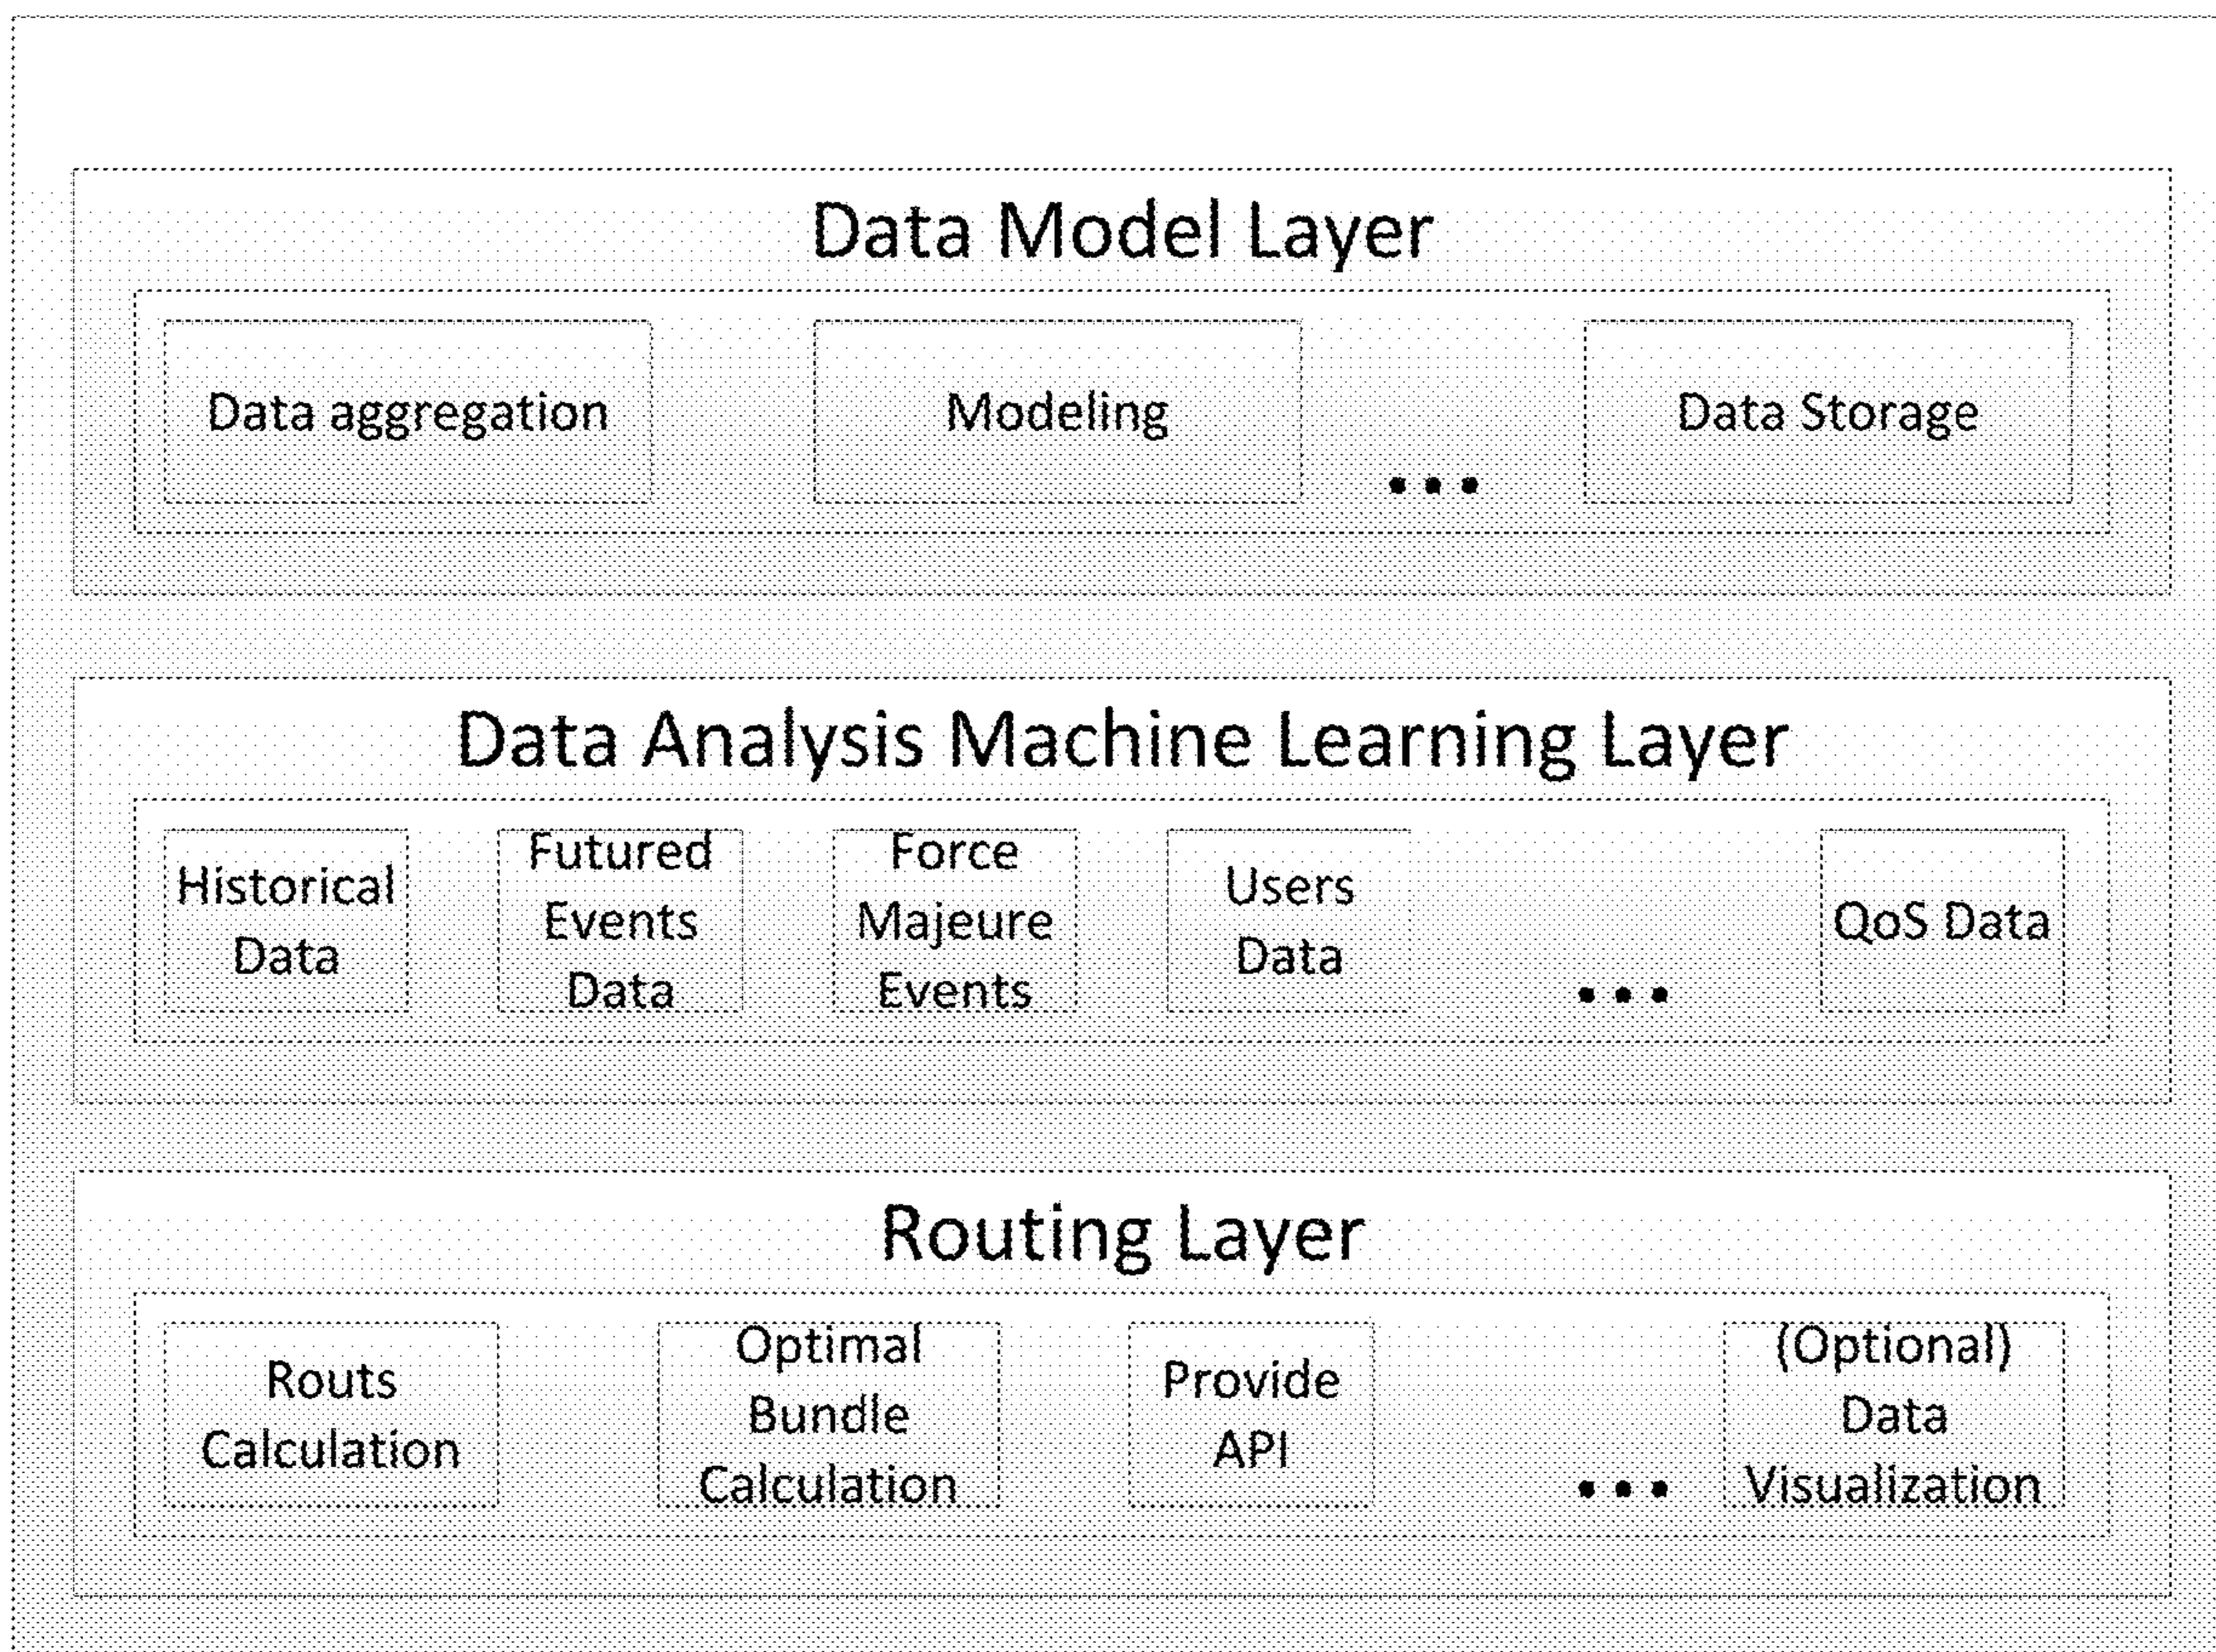 Data Model Layer
Data aggregation
Modeling
...
Data Storage
Data Analysis Machine Learning Layer
Historical
Data
Futured
Events
Data
Force
Majeure
Events
Users
Data
...
QoS Data
Routing Layer
Routs
Calculation
Optimal
Bundle
Calculation
Provide
API
...
(Optional)
Data
Visualization